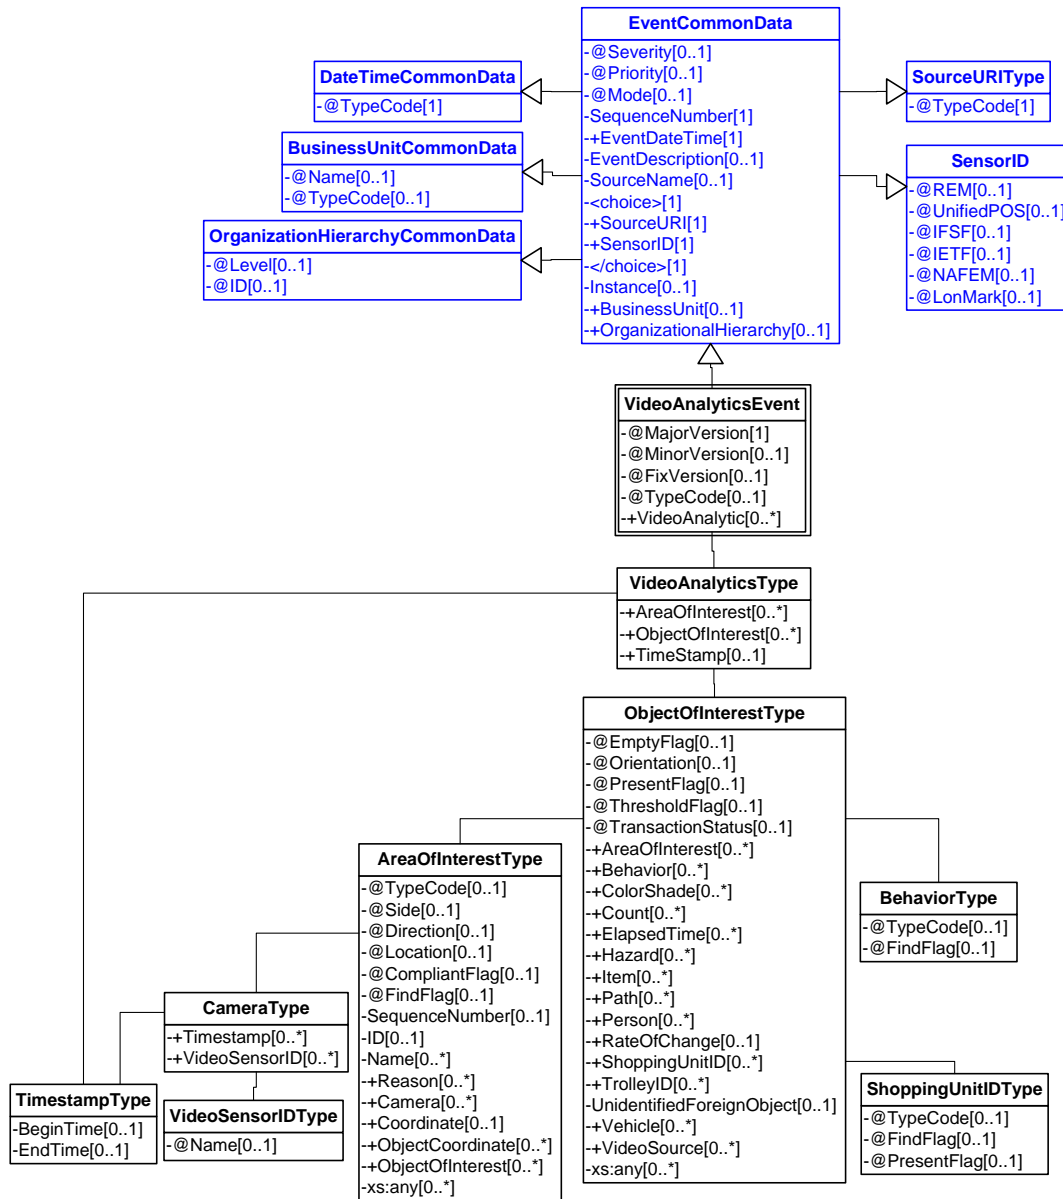 EventCommonData
-@Severity[0..1]
-@Priority[0..1]
-@Mode[0..1]
-SequenceNumber[1]
-+EventDateTime[1]
-EventDescription[0..1]
-SourceName[0..1]
-<choice>[1]
-+SourceURI[1]
-+SensorID[1]
-</choice>[1]
-Instance[0..1]
-+BusinessUnit[0..1]
-+OrganizationalHierarchy[0..1]
DateTimeCommonData
-@TypeCode[1]
BusinessUnitCommonData
-@Name[0..1]
-@TypeCode[0..1]
OrganizationHierarchyCommonData
-@Level[0..1]
-@ID[0..1]
SourceURIType
-@TypeCode[1]
SensorID
-@REM[0..1]
-@UnifiedPOS[0..1]
-@IFSF[0..1]
-@IETF[0..1]
-@NAFEM[0..1]
-@LonMark[0..1]
VideoAnalyticsEvent
-@MajorVersion[1]
-@MinorVersion[0..1]
-@FixVersion[0..1]
-@TypeCode[0..1]
-+VideoAnalytic[0..*]
VideoAnalyticsType
-+AreaOfInterest[0..*]
-+ObjectOfInterest[0..*]
-+TimeStamp[0..1]
ObjectOfInterestType
-@EmptyFlag[0..1]
-@Orientation[0..1]
-@PresentFlag[0..1]
-@ThresholdFlag[0..1]
-@TransactionStatus[0..1]
-+AreaOfInterest[0..*]
-+Behavior[0..*]
-+ColorShade[0..*]
-+Count[0..*]
-+ElapsedTime[0..*]
-+Hazard[0..*]
-+Item[0..*]
-+Path[0..*]
-+Person[0..*]
-+RateOfChange[0..1]
-+ShoppingUnitID[0..*]
-+TrolleyID[0..*]
-UnidentifiedForeignObject[0..1]
-+Vehicle[0..*]
-+VideoSource[0..*]
-xs:any[0..*]
AreaOfInterestType
-@TypeCode[0..1]
-@Side[0..1]
-@Direction[0..1]
-@Location[0..1]
-@CompliantFlag[0..1]
-@FindFlag[0..1]
-SequenceNumber[0..1]
-ID[0..1]
-Name[0..*]
-+Reason[0..*]
-+Camera[0..*]
-+Coordinate[0..1]
-+ObjectCoordinate[0..*]
-+ObjectOfInterest[0..*]
-xs:any[0..*]
BehaviorType
-@TypeCode[0..1]
-@FindFlag[0..1]
CameraType
-+Timestamp[0..*]
-+VideoSensorID[0..*]
TimestampType
-BeginTime[0..1]
-EndTime[0..1]
VideoSensorIDType
-@Name[0..1]
ShoppingUnitIDType
-@TypeCode[0..1]
-@FindFlag[0..1]
-@PresentFlag[0..1]